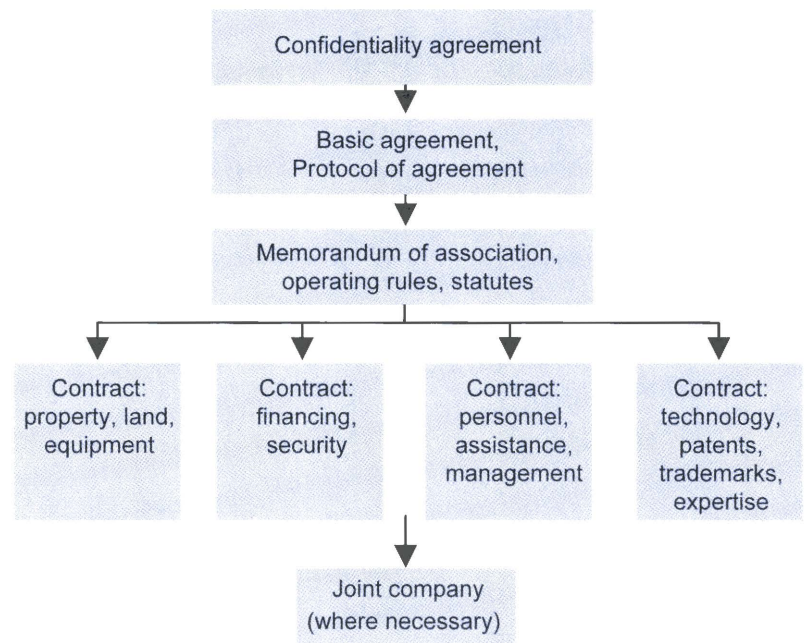 Confidentiality agreement
Basic agreement,
Protocol of agreement
Memorandum of association,
operating rules, statutes
Contract:
property, land,
equipment
Contract:
financing,
security
Contract:
personnel,
assistance,
management
Contract:
technology,
patents,
trademarks,
expertise
Joint company
(where necessary)